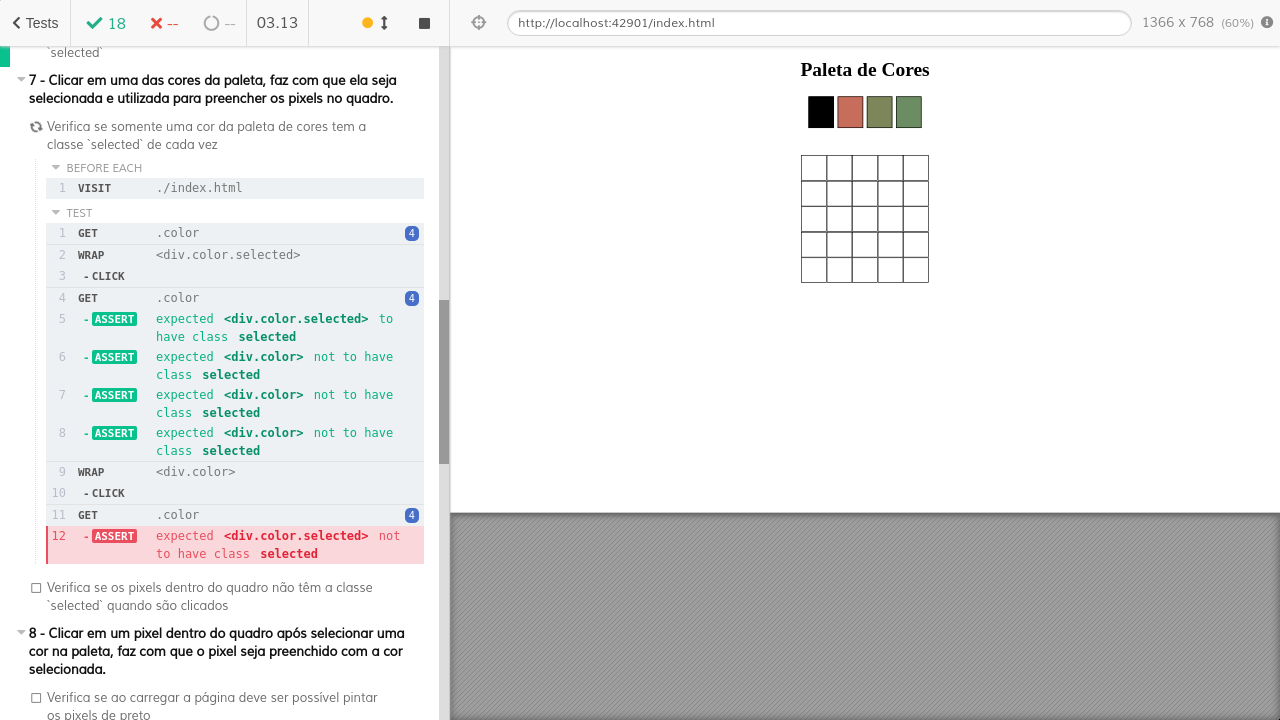 Tests
18
--
--
03.13
http://localhost:42901/index.html
1366 x 768 (60%)
`selected`
7 - Clicar em uma das cores da paleta, faz com que ela seja
selecionada e utilizada para preencher os pixels no quadro.
Verifica se somente uma cor da paleta de cores tem a
classe `selected` de cada vez
BEFORE EACH
1 VISIT ./index.html
TEST
1 GET .color 4
2 WRAP <div.color.selected>
3 - CLICK
4 GET .color 4
5 - ASSERT expected <div.color.selected> to
have class selected
6 - ASSERT expected <div.color> not to have
class selected
7 - ASSERT expected <div.color> not to have
class selected
8 - ASSERT expected <div.color> not to have
class selected
9 WRAP <div.color>
10 - CLICK
11 GET .color 4
12 - ASSERT expected <div.color.selected> not
to have class selected
Verifica se os pixels dentro do quadro não têm a classe
`selected` quando são clicados
8 - Clicar em um pixel dentro do quadro após selecionar uma
cor na paleta, faz com que o pixel seja preenchido com a cor
selecionada.
Verifica se ao carregar a página deve ser possível pintar
os pixels de preto
Paleta de Cores